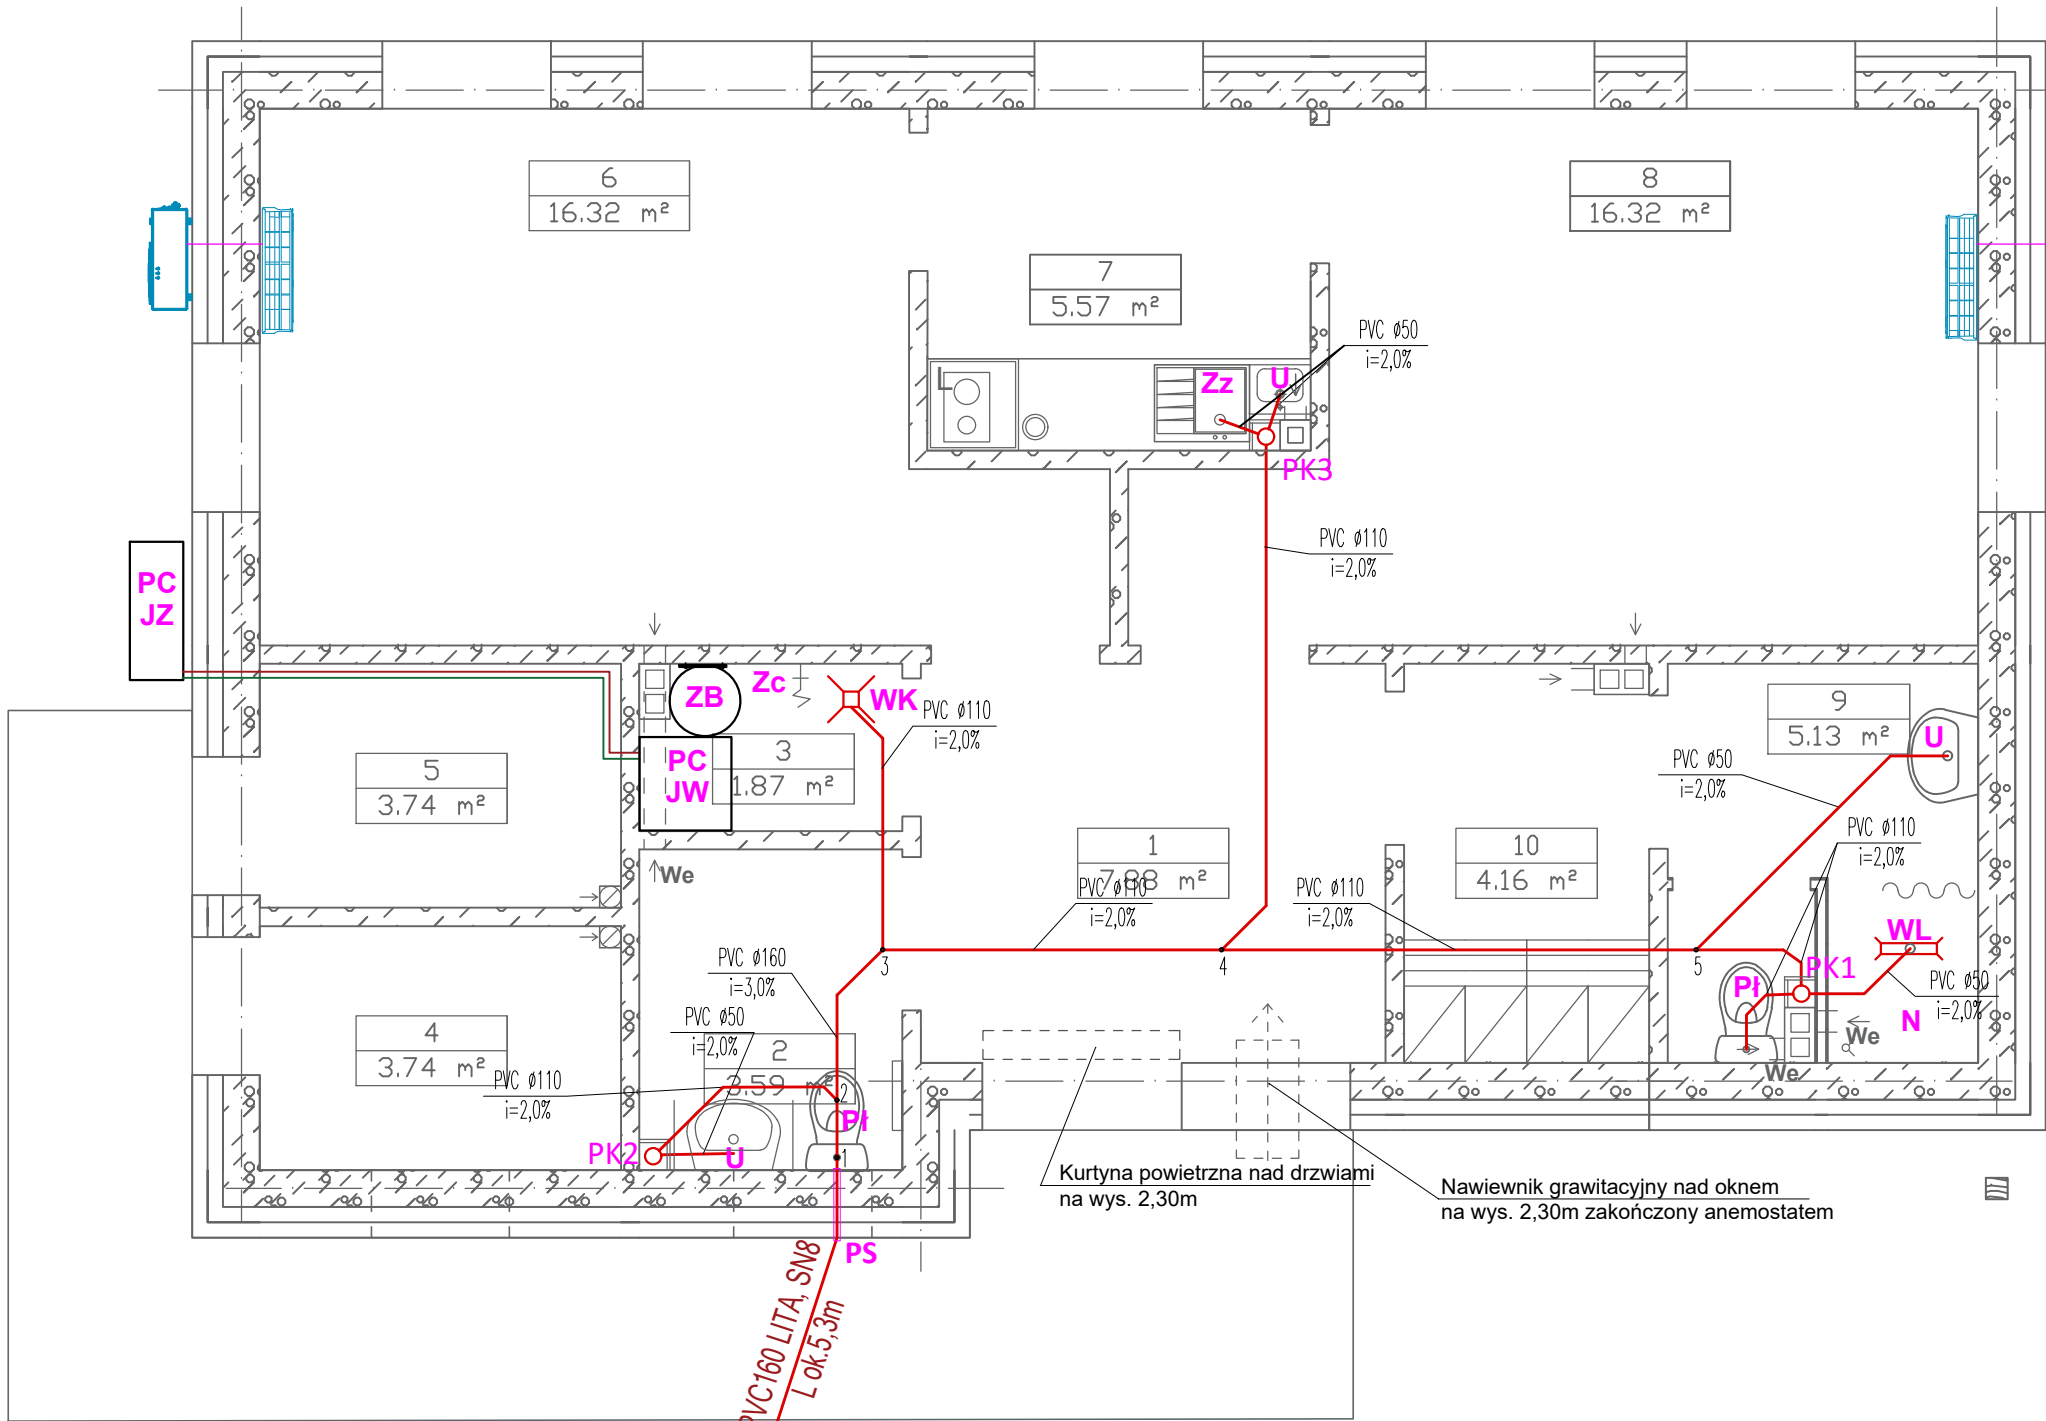 6
16.32 m²
8
16.32 m²
7
5.57 m²
PVC ø50
i=2,0%
Zz
U
PK3
PVC ø110
i=2,0%
PC
JZ
ZB
Zc
WK
PVC ø110
i=2,0%
3
1.87 m²
PC
JW
5
3.74 m²
9
5.13 m²
U
PVC ø50
i=2,0%
PVC ø110
i=2,0%
We
1
7.88 m²
PVC ø110
i=2,0%
PVC ø110
i=2,0%
10
4.16 m²
3
4
5
WL
PK1
Pł
PVC ø50
i=2,0%
N
We
We
PVC ø160
i=3,0%
PVC ø50
i=2,0%
4
3.74 m²
2
3.59 m²
PVC ø110
i=2,0%
2
Pł
1
PK2
U
Kurtyna powietrzna nad drzwiami
na wys. 2,30m
Nawiewnik grawitacyjny nad oknem
na wys. 2,30m zakończony anemostatem
PS
PVC160 LITA, SN8
L ok.5,3m